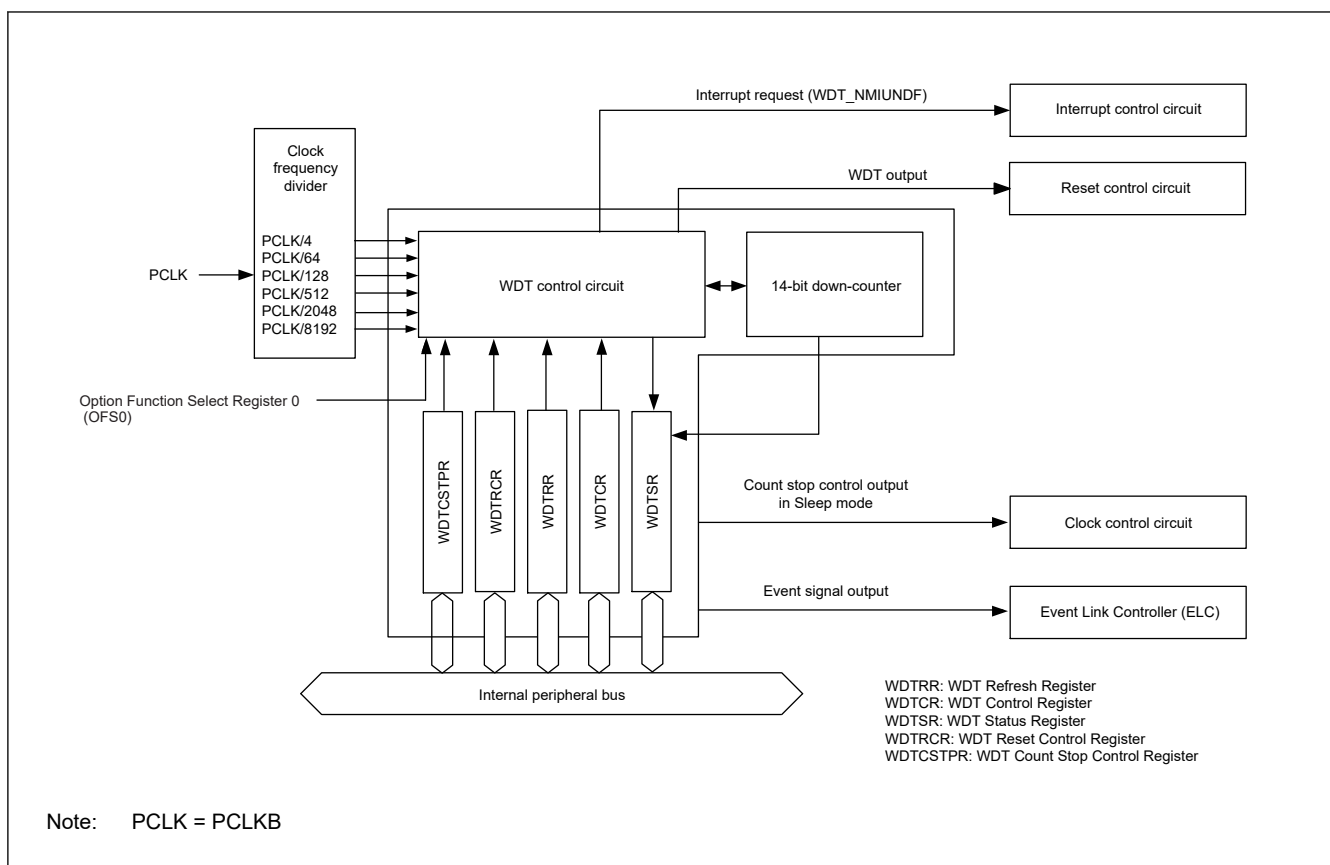 Interrupt request (WDT_NMIUNDF)
Interrupt control circuit
Clock
frequency
divider
WDT output
Reset control circuit
PCLK
PCLK/4
PCLK/64
PCLK/128
PCLK/512
PCLK/2048
PCLK/8192
WDT control circuit
14-bit down-counter
Option Function Select Register 0
(OFS0)
WDTCSTPR
WDTRCR
WDTRR
WDTCR
WDTSR
Count stop control output
in Sleep mode
Clock control circuit
Event signal output
Event Link Controller (ELC)
Internal peripheral bus
WDTRR: WDT Refresh Register
WDTCR: WDT Control Register
WDTSR: WDT Status Register
WDTRCR: WDT Reset Control Register
WDTCSTPR: WDT Count Stop Control Register
Note: PCLK = PCLKB